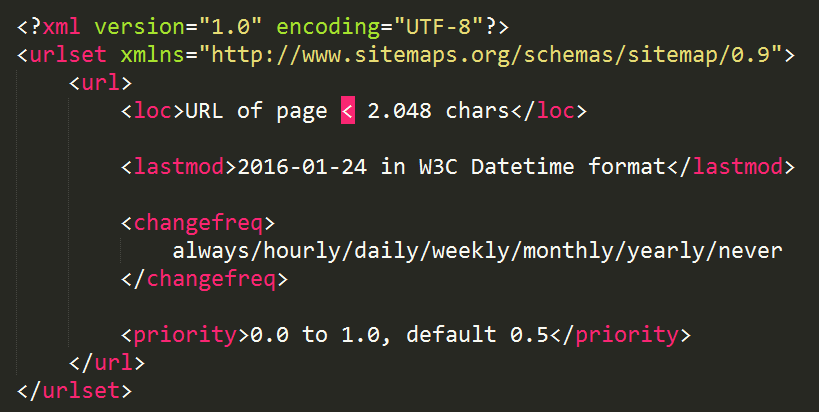 <?xml version="1.0" encoding="UTF-8"?>
<urlset xmlns="http://www.sitemaps.org/schemas/sitemap/0.9">
<url>
<loc>URL of page < 2.048 chars</loc>
<lastmod>2016-01-24 in W3C Datetime format</lastmod>
<changefreq>
always/hourly/daily/weekly/monthly/yearly/never
</changefreq>
<priority>0.0 to 1.0, default 0.5</priority>
</url>
</urlset>